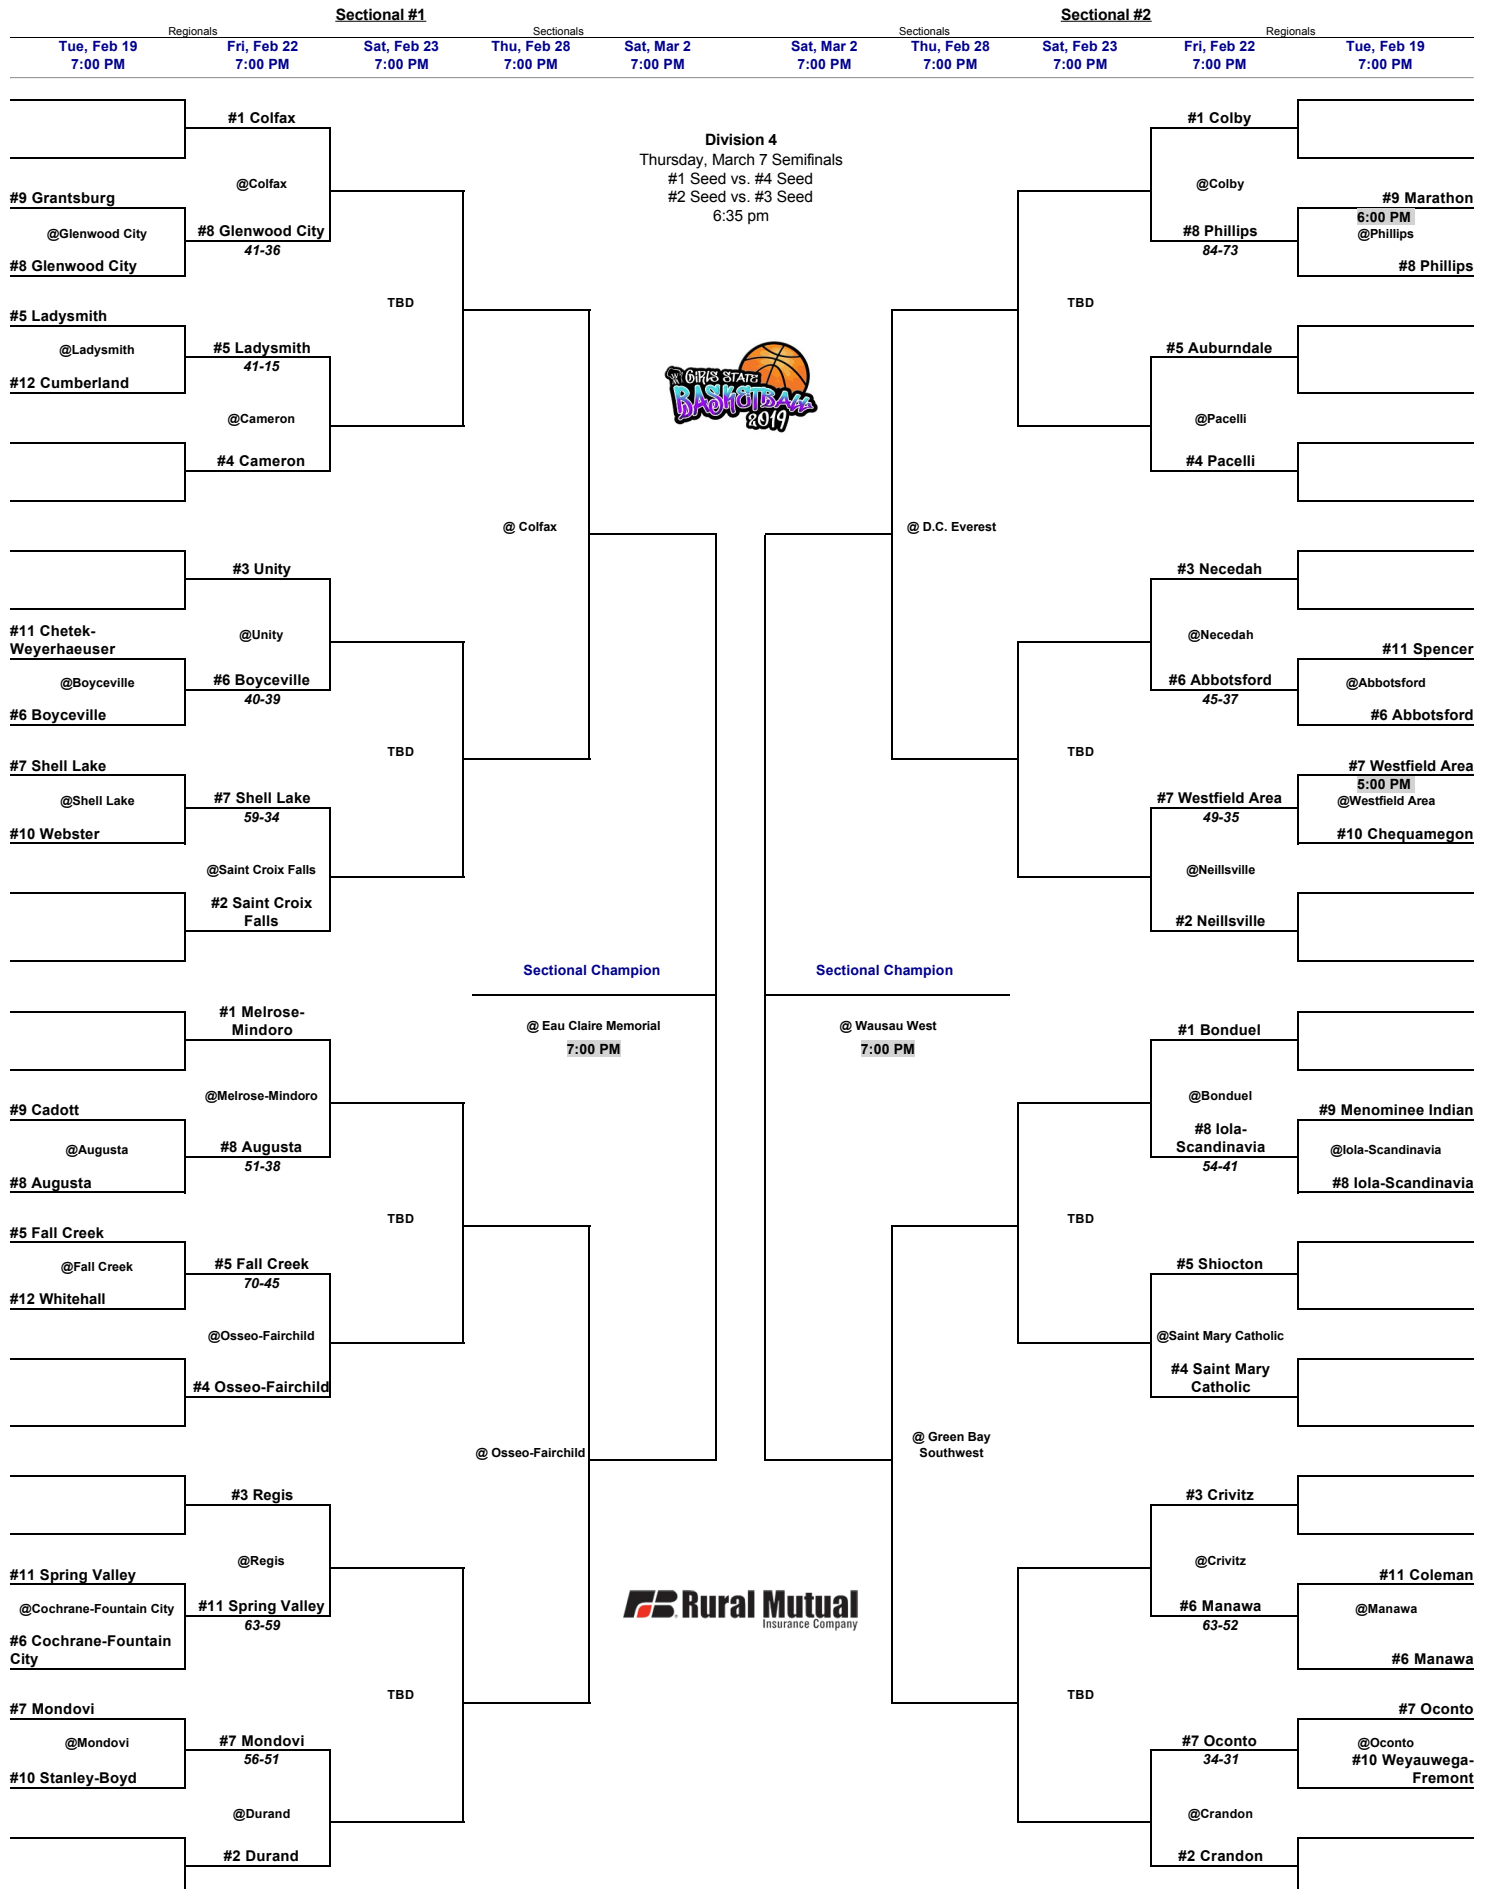 Sectional #1
Sectional #2
Regionals
Sectionals
Sectionals
Regionals
Tue, Feb 19
7:00 PM
Fri, Feb 22
7:00 PM
Sat, Feb 23
7:00 PM
Thu, Feb 28
7:00 PM
Sat, Mar 2
7:00 PM
Sat, Mar 2
7:00 PM
Thu, Feb 28
7:00 PM
Sat, Feb 23
7:00 PM
Fri, Feb 22
7:00 PM
Tue, Feb 19
7:00 PM
#1 Colfax
@Colfax
#9 Grantsburg
@Glenwood City
#8 Glenwood City
#8 Glenwood City
41-36
TBD
#5 Ladysmith
@Ladysmith
#12 Cumberland
#5 Ladysmith
41-15
@Cameron
#4 Cameron
@ Colfax
#3 Unity
@Unity
#11 Chetek-
Weyerhaeuser
@Boyceville
#6 Boyceville
#6 Boyceville
40-39
TBD
#7 Shell Lake
@Shell Lake
#10 Webster
#7 Shell Lake
59-34
@Saint Croix Falls
#2 Saint Croix
Falls
Sectional Champion
@ Eau Claire Memorial
7:00 PM
#1 Melrose-
Mindoro
@Melrose-Mindoro
#9 Cadott
@Augusta
#8 Augusta
#8 Augusta
51-38
TBD
#5 Fall Creek
@Fall Creek
#12 Whitehall
#5 Fall Creek
70-45
@Osseo-Fairchild
#4 Osseo-Fairchild
@ Osseo-Fairchild
#3 Regis
@Regis
#11 Spring Valley
@Cochrane-Fountain City
#6 Cochrane-Fountain
City
#11 Spring Valley
63-59
TBD
#7 Mondovi
@Mondovi
#10 Stanley-Boyd
#7 Mondovi
56-51
@Durand
#2 Durand
Division 4
Thursday, March 7 Semifinals
#1 Seed vs. #4 Seed
#2 Seed vs. #3 Seed
6:35 pm
GIRLS STATE
BASKETBALL
2019
Rural Mutual
Insurance Company
#1 Colby
@Colby
#9 Marathon
6:00 PM
@Phillips
#8 Phillips
#8 Phillips
84-73
TBD
#5 Auburndale
@Pacelli
#4 Pacelli
@ D.C. Everest
#3 Necedah
@Necedah
#11 Spencer
@Abbotsford
#6 Abbotsford
#6 Abbotsford
45-37
TBD
#7 Westfield Area
5:00 PM
@Westfield Area
#10 Chequamegon
#7 Westfield Area
49-35
@Neillsville
#2 Neillsville
Sectional Champion
@ Wausau West
7:00 PM
#1 Bonduel
@Bonduel
#9 Menominee Indian
@Iola-Scandinavia
#8 Iola-Scandinavia
#8 Iola-
Scandinavia
54-41
TBD
#5 Shiocton
@Saint Mary Catholic
#4 Saint Mary
Catholic
@ Green Bay
Southwest
#3 Crivitz
@Crivitz
#11 Coleman
@Manawa
#6 Manawa
#6 Manawa
63-52
TBD
#7 Oconto
@Oconto
#10 Weyauwega-
Fremont
#7 Oconto
34-31
@Crandon
#2 Crandon